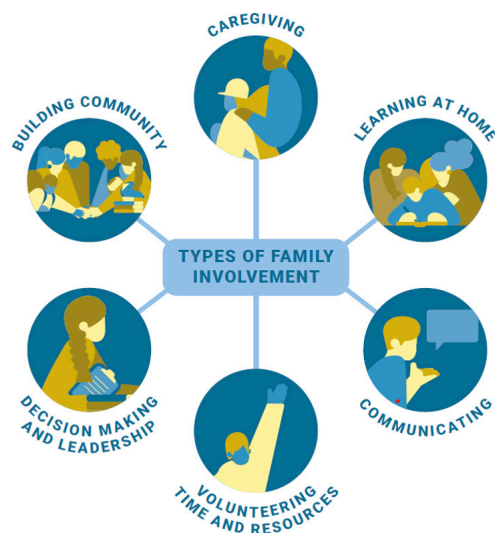 CAREGIVING
BUILDING COMMUNITY
LEARNING AT HOME
TYPES OF FAMILY
INVOLVEMENT
DECISION MAKING
AND LEADERSHIP
COMMUNICATING
VOLUNTEERING
TIME AND RESOURCES